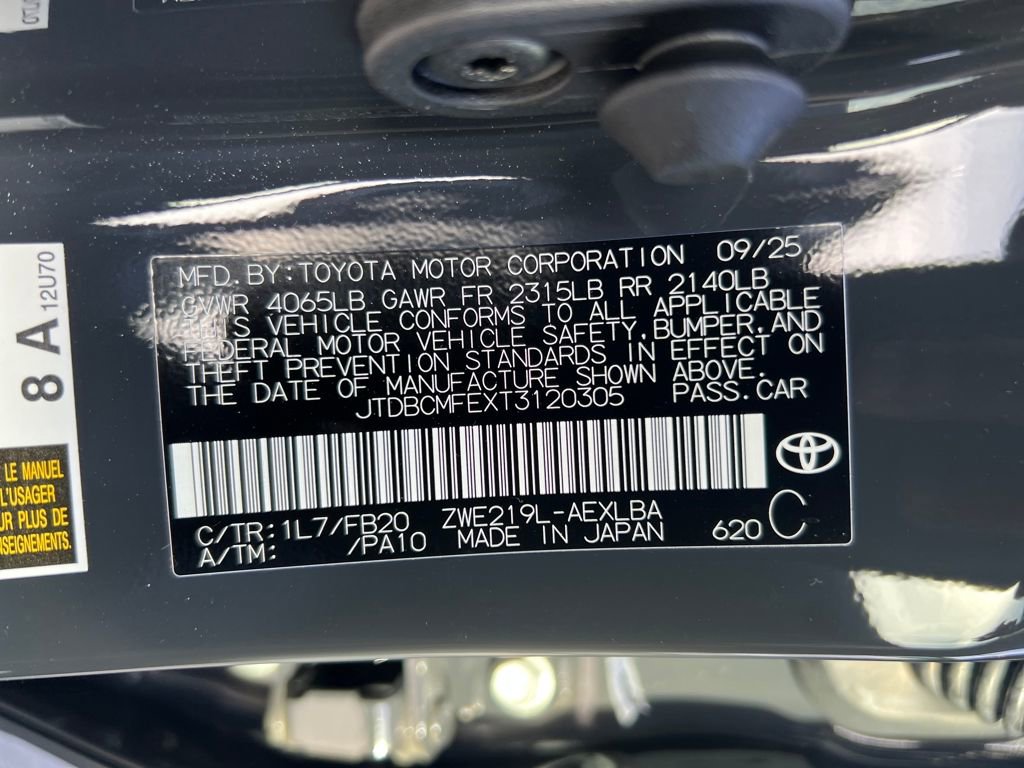 MFD. BY: TOYOTA MOTOR CORPORATION 09/25
GVWR 4065LB GAWR FR 2315LB RR 2140LB
THIS VEHICLE CONFORMS TO ALL APPLICABLE
FEDERAL MOTOR VEHICLE SAFETY, BUMPER, AND
THEFT PREVENTION STANDARDS IN EFFECT ON
THE DATE OF MANUFACTURE SHOWN ABOVE.
JTDBCMFEXT3120305 PASS. CAR
C/TR: 1L7/FB20 ZWE219L-AEXLBA
A/TM: /PA10 MADE IN JAPAN 620 C
8 A 12U70
LE MANUEL
L'USAGER
PLUS DE